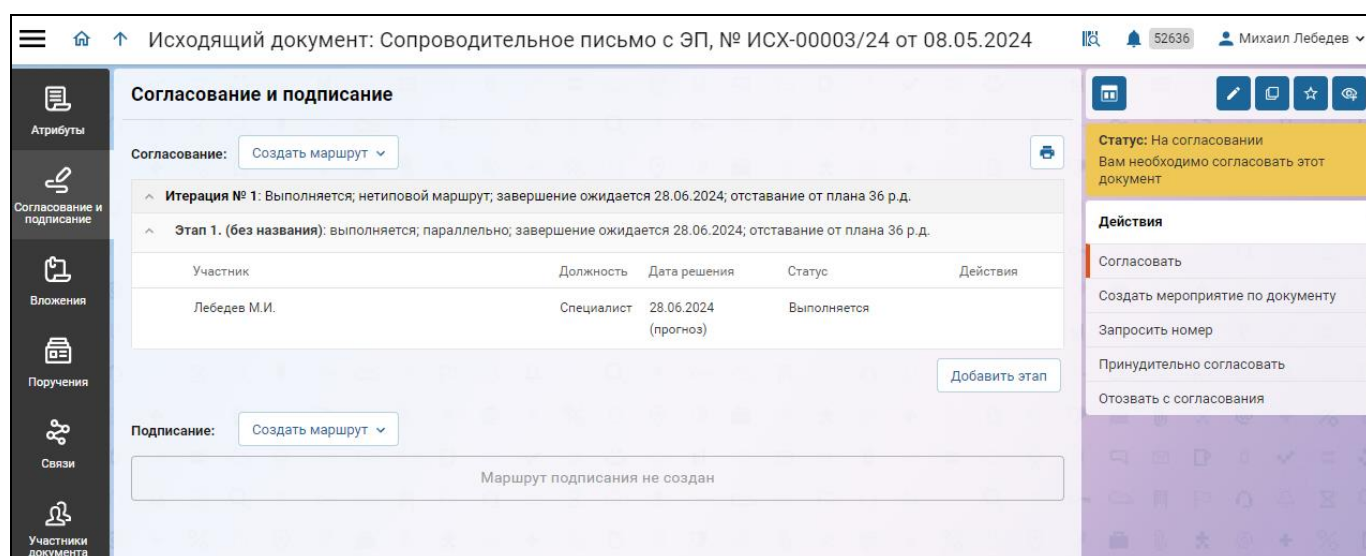 Исходящий документ: Сопроводительное письмо с ЭП, № ИСХ-00003/24 от 08.05.2024
52636
Михаил Лебедев
Атрибуты
Согласование и подписание
Вложения
Поручения
Связи
Участники документа
Согласование и подписание
Согласование:
Создать маршрут
Итерация № 1: Выполняется; нетиповой маршрут; завершение ожидается 28.06.2024; отставание от плана 36 р.д.
Этап 1. (без названия): выполняется; параллельно; завершение ожидается 28.06.2024; отставание от плана 36 р.д.
Участник Должность Дата решения Статус Действия
Лебедев М.И. Специалист 28.06.2024 Выполняется
(прогноз)
Добавить этап
Подписание:
Создать маршрут
Маршрут подписания не создан
Статус: На согласовании
Вам необходимо согласовать этот
документ
Действия
Согласовать
Создать мероприятие по документу
Запросить номер
Принудительно согласовать
Отозвать с согласования